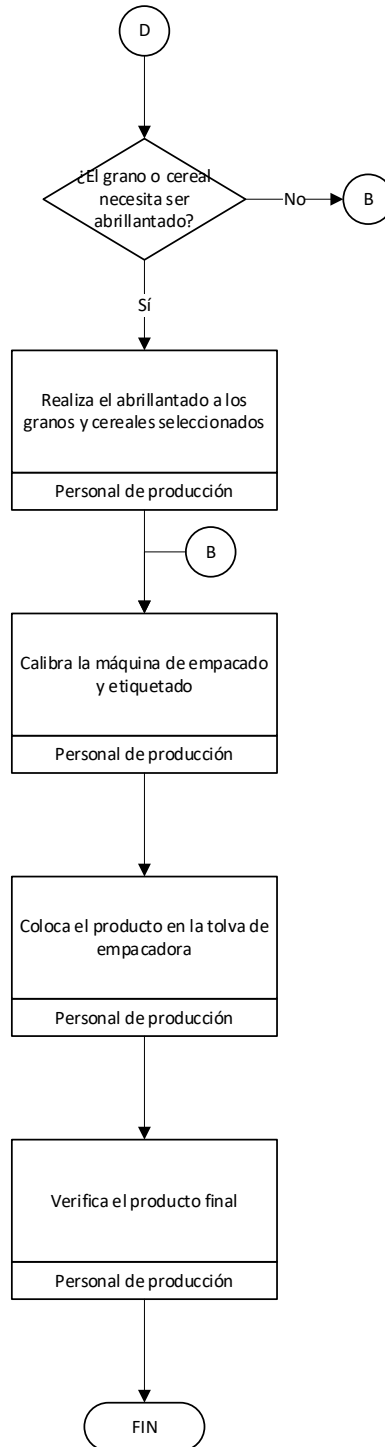 D
¿El grano o cereal
necesita ser
abrillantado?
No
B
Sí
Realiza el abrillantado a los
granos y cereales seleccionados
Personal de producción
B
Calibra la máquina de empacado
y etiquetado
Personal de producción
Coloca el producto en la tolva de
empacadora
Personal de producción
Verifica el producto final
Personal de producción
FIN